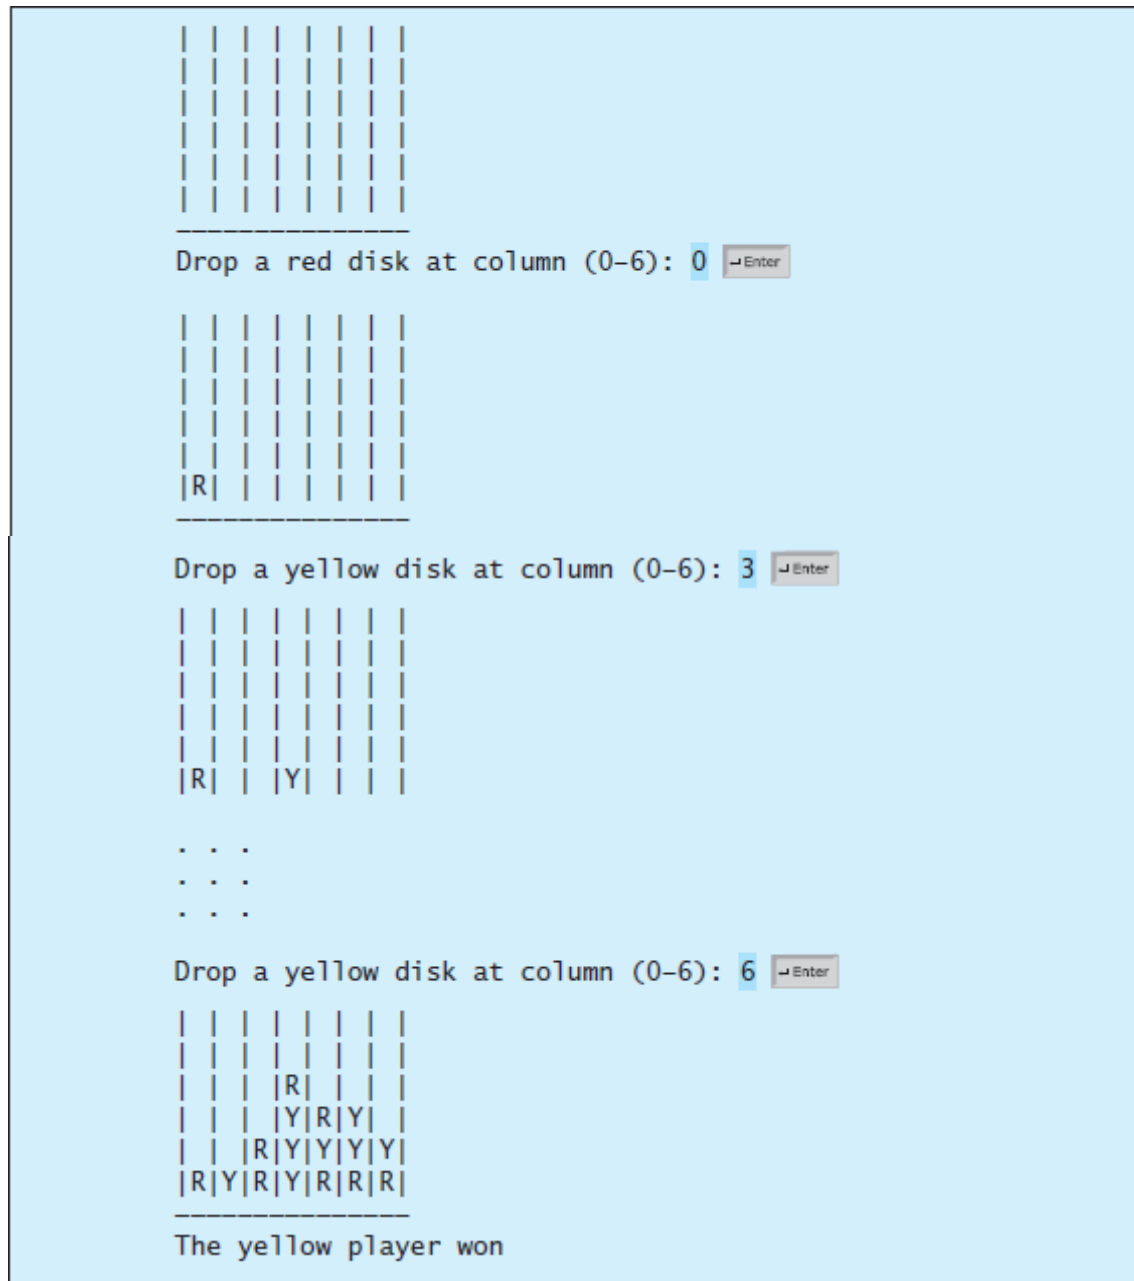 | | | | | | | |
| | | | | | | |
| | | | | | | |
| | | | | | | |
| | | | | | | |
| | | | | | | |
———————————————
Drop a red disk at column (0–6): 0 ↵Enter
| | | | | | | |
| | | | | | | |
| | | | | | | |
| | | | | | | |
| | | | | | | |
|R| | | | | | |
———————————————
Drop a yellow disk at column (0–6): 3 ↵Enter
| | | | | | | |
| | | | | | | |
| | | | | | | |
| | | | | | | |
| | | | | | | |
|R| | |Y| | | |
. . .
. . .
. . .
Drop a yellow disk at column (0–6): 6 ↵Enter
| | | | | | | |
| | | | | | | |
| | | |R| | | |
| | | |Y|R|Y| |
| | |R|Y|Y|Y|Y|
|R|Y|R|Y|R|R|R|
———————————————
The yellow player won